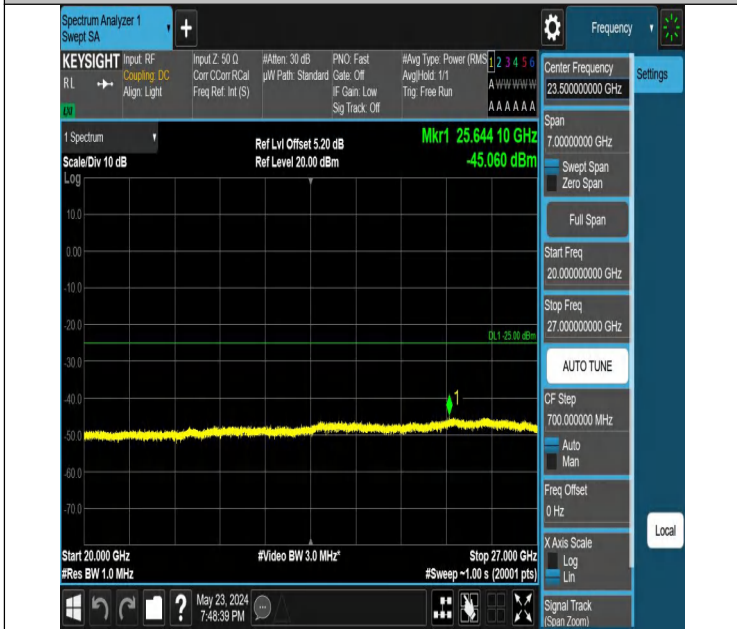 Spectrum Analyzer 1
Swept SA
+
Frequency
KEYSIGHT
RL
Input: RF
Coupling: DC
Align: Light
Input Z: 50 Ω
Corr CCorr RCal
Freq Ref: Int (S)
#Atten: 30 dB
µW Path: Standard
PNO: Fast
Gate: Off
IF Gain: Low
Sig Track: Off
#Avg Type: Power (RMS
Avg|Hold: 1/1
Trig: Free Run
1 2 3 4 5 6
A W W W W W
A A A A A A
1 Spectrum
Scale/Div 10 dB
Ref Lvl Offset 5.20 dB
Ref Level 20.00 dBm
Mkr1 25.644 10 GHz
-45.060 dBm
Log
10.0
0.00
-10.0
-20.0
-30.0
-40.0
-50.0
-60.0
-70.0
DL1 -25.00 dBm
1
Start 20.000 GHz
#Res BW 1.0 MHz
#Video BW 3.0 MHz*
Stop 27.000 GHz
#Sweep ~1.00 s (20001 pts)
?
May 23, 2024
7:48:39 PM
Center Frequency
23.500000000 GHz
Span
7.00000000 GHz
Swept Span
Zero Span
Full Span
Start Freq
20.000000000 GHz
Stop Freq
27.000000000 GHz
AUTO TUNE
CF Step
700.000000 MHz
Auto
Man
Freq Offset
0 Hz
X Axis Scale
Log
Lin
Signal Track
(Span Zoom)
Settings
Local